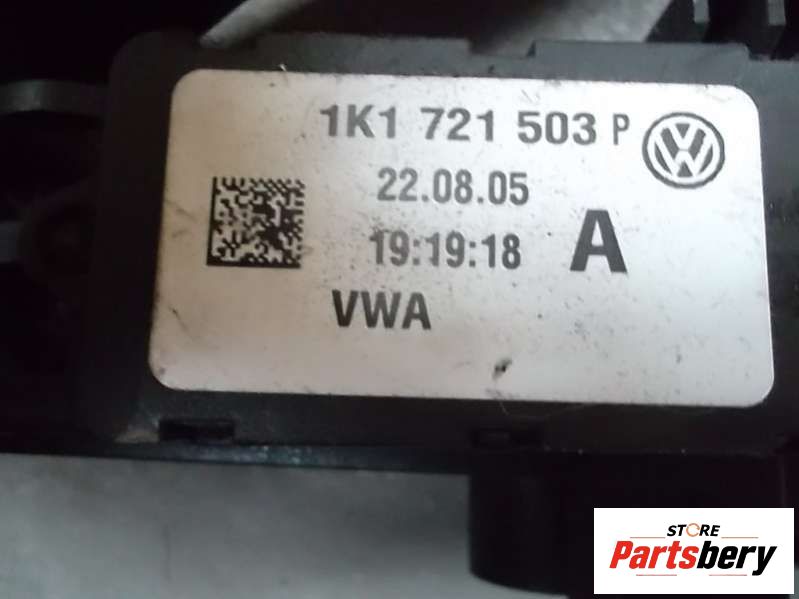 1K1 721 503 P
22.08.05
19:19:18 A
VWA
STORE
Partsbery